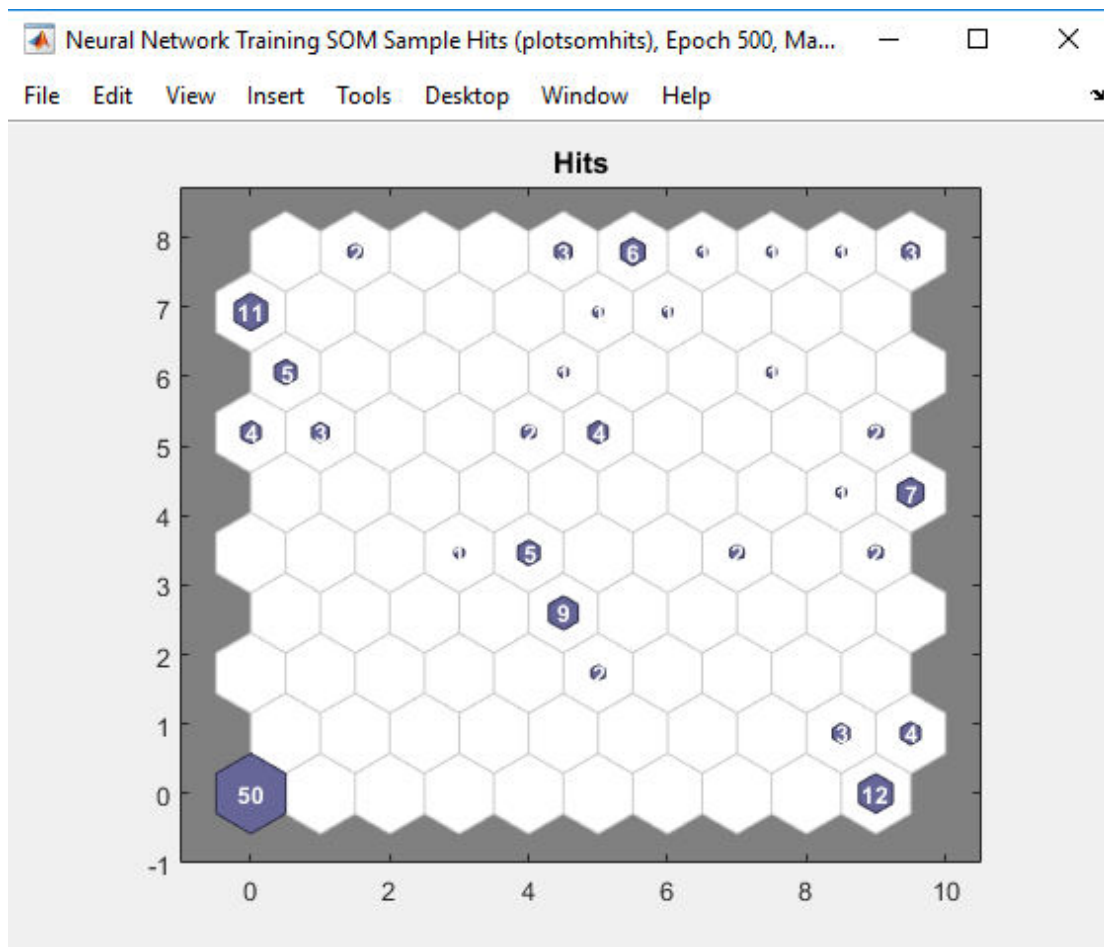 Neural Network Training SOM Sample Hits (plotsomhits), Epoch 500, Ma...
File Edit View Insert Tools Desktop Window Help
Hits
8
2 3 6 1 1 1 3
7
11 1 1
6
5 1 1
5
4 3 2 4 2
4
1 7
3
1 5 2 2
9
2
2
1
3 4
0
50 12
-1
0 2 4 6 8 10